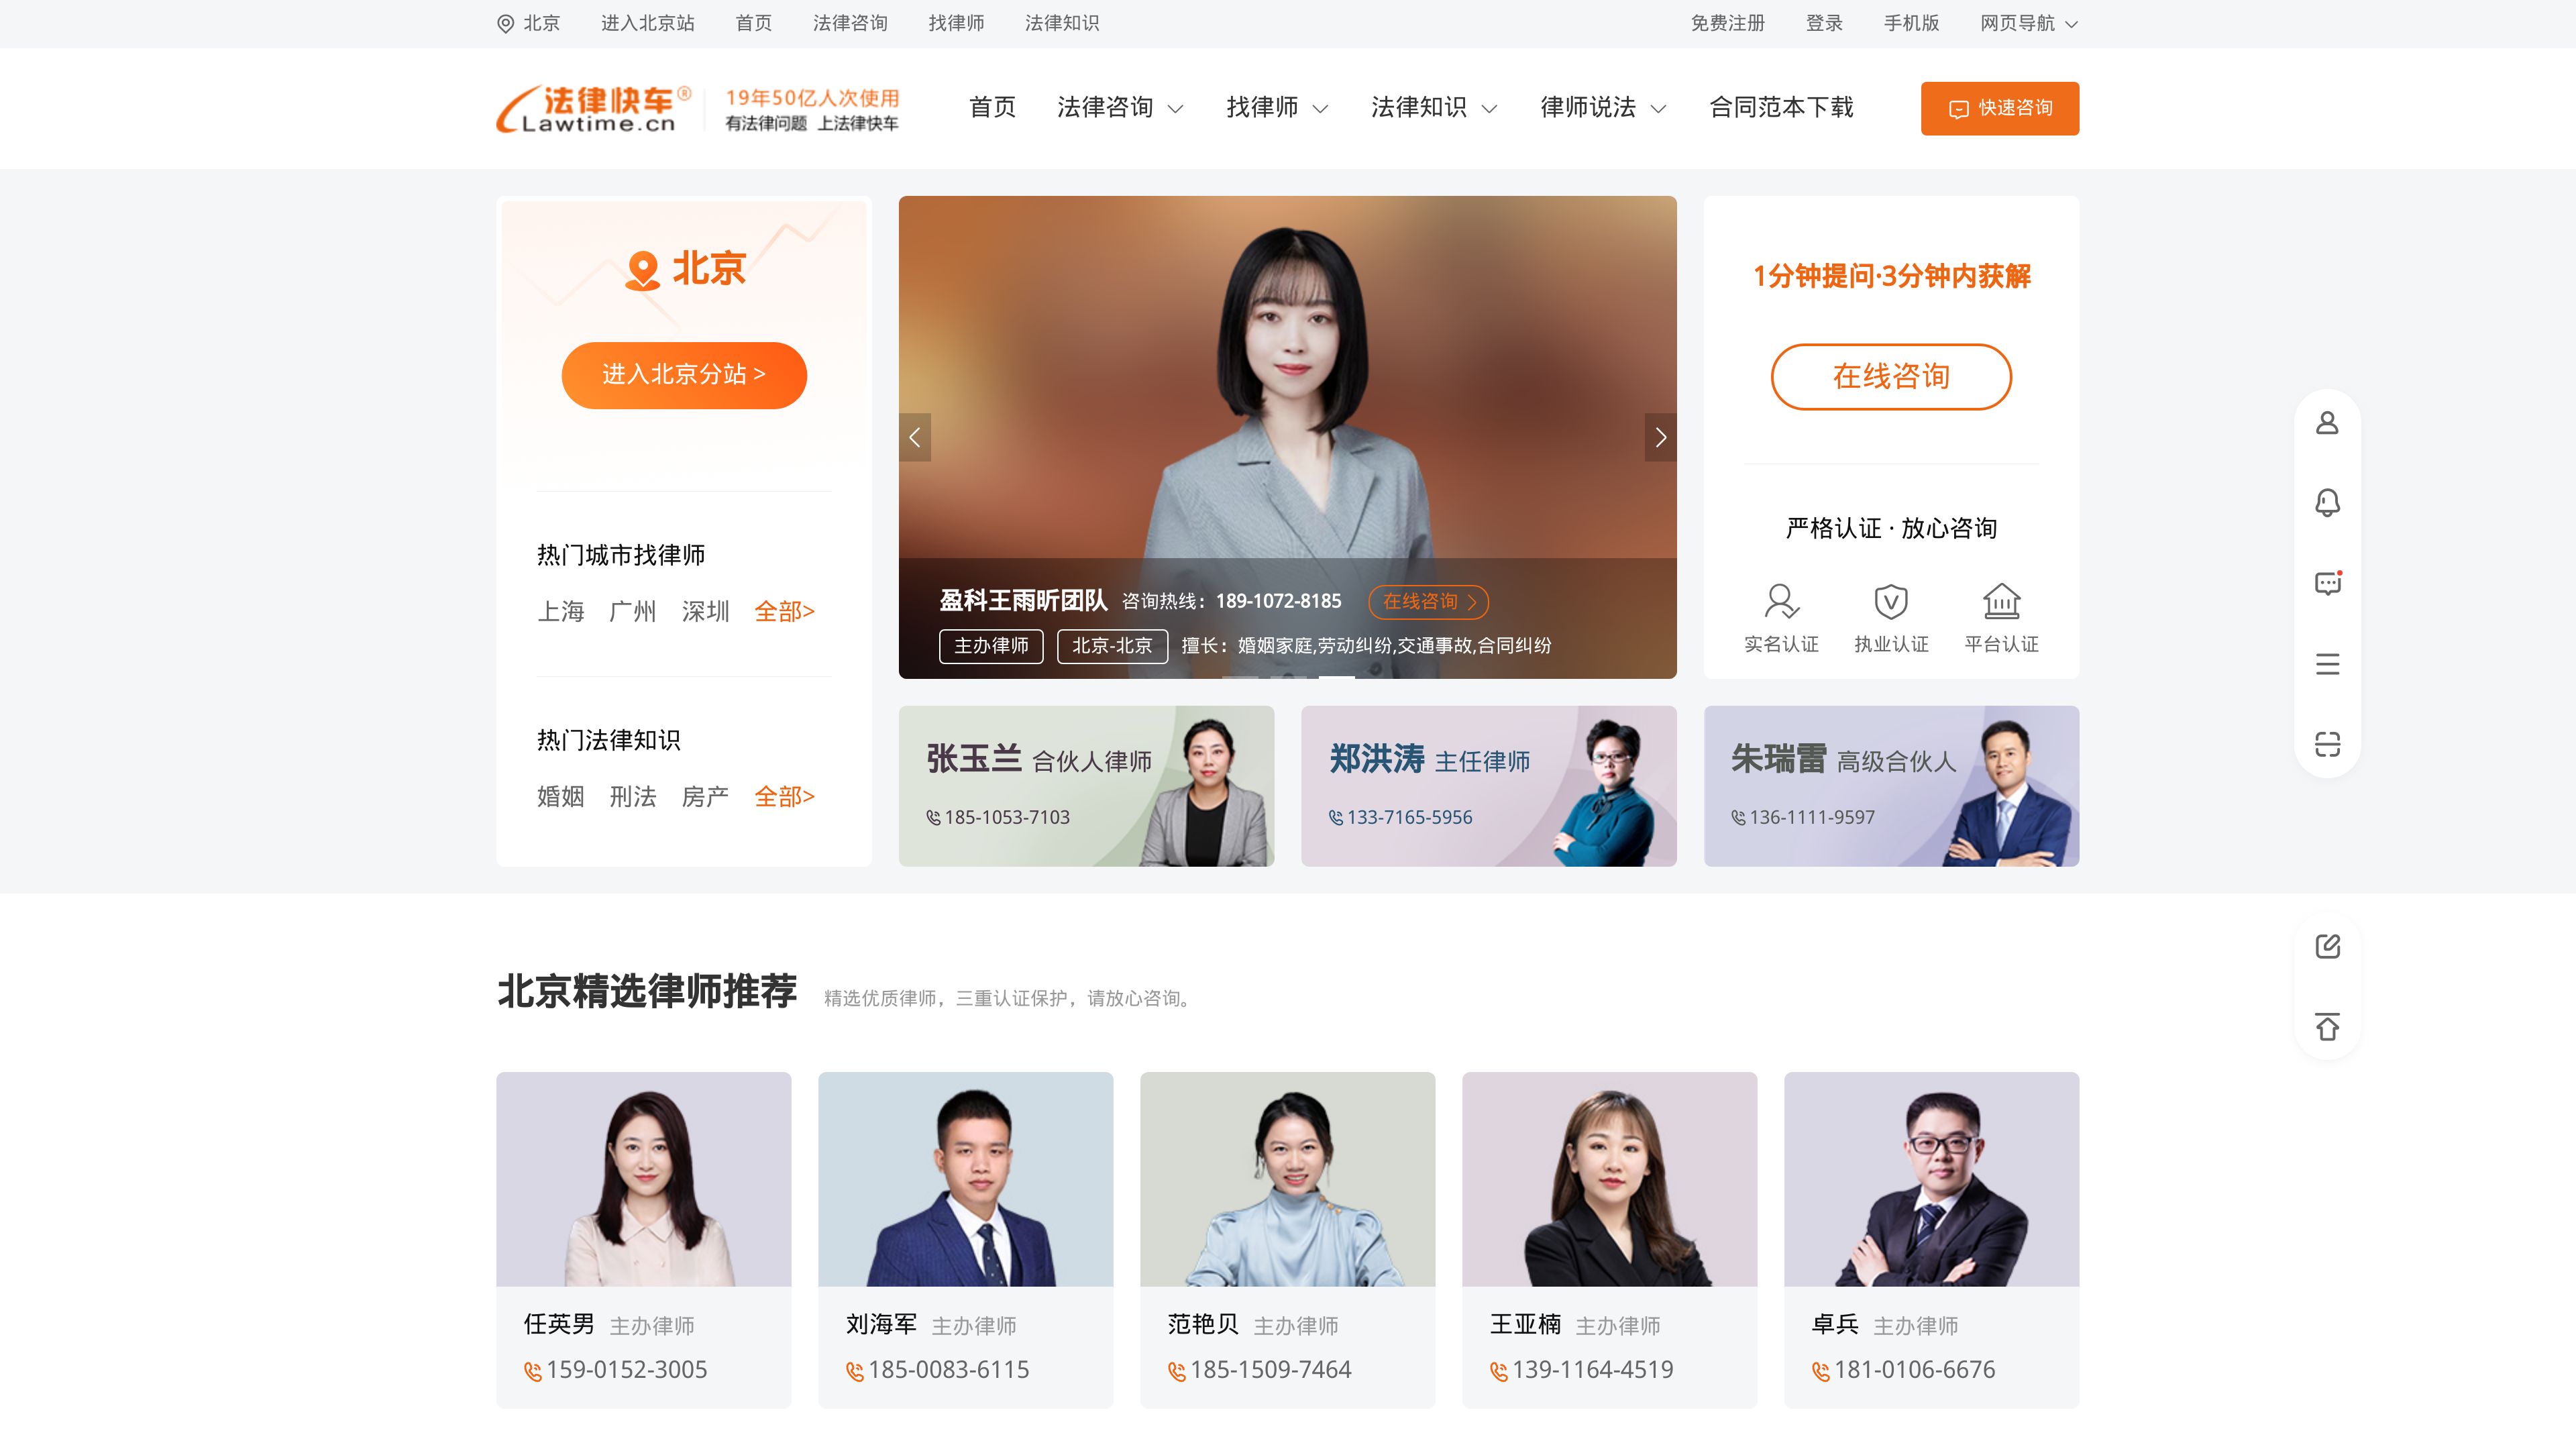 北京 进入北京站 首页 法律咨询 找律师 法律知识 免费注册 登录 手机版 网页导航
法律快车® Lawtime.cn
19年50亿人次使用
有法律问题 上法律快车
首页 法律咨询 找律师 法律知识 律师说法 合同范本下载 快速咨询
北京
进入北京分站 >
热门城市找律师
上海 广州 深圳 全部>
热门法律知识
婚姻 刑法 房产 全部>
盈科王雨昕团队 咨询热线：189-1072-8185 在线咨询
主办律师 北京-北京 擅长：婚姻家庭,劳动纠纷,交通事故,合同纠纷
1分钟提问·3分钟内获解
在线咨询
严格认证 · 放心咨询
实名认证 执业认证 平台认证
张玉兰 合伙人律师
185-1053-7103
郑洪涛 主任律师
133-7165-5956
朱瑞雷 高级合伙人
136-1111-9597
北京精选律师推荐 精选优质律师，三重认证保护，请放心咨询。
任英男 主办律师
159-0152-3005
刘海军 主办律师
185-0083-6115
范艳贝 主办律师
185-1509-7464
王亚楠 主办律师
139-1164-4519
卓兵 主办律师
181-0106-6676